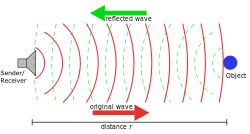 reflected wave
Sender/
Receiver
Object
original wave
distance r